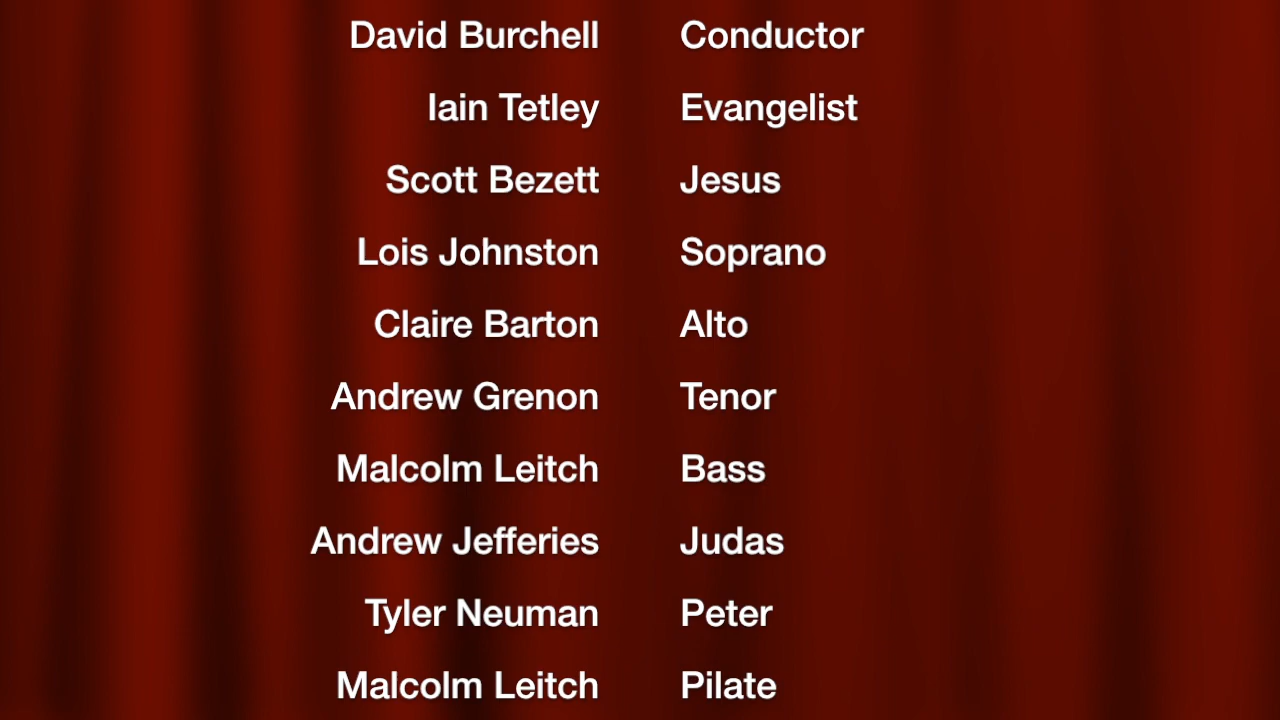 David Burchell Conductor
Iain Tetley Evangelist
Scott Bezett Jesus
Lois Johnston Soprano
Claire Barton Alto
Andrew Grenon Tenor
Malcolm Leitch Bass
Andrew Jefferies Judas
Tyler Neuman Peter
Malcolm Leitch Pilate